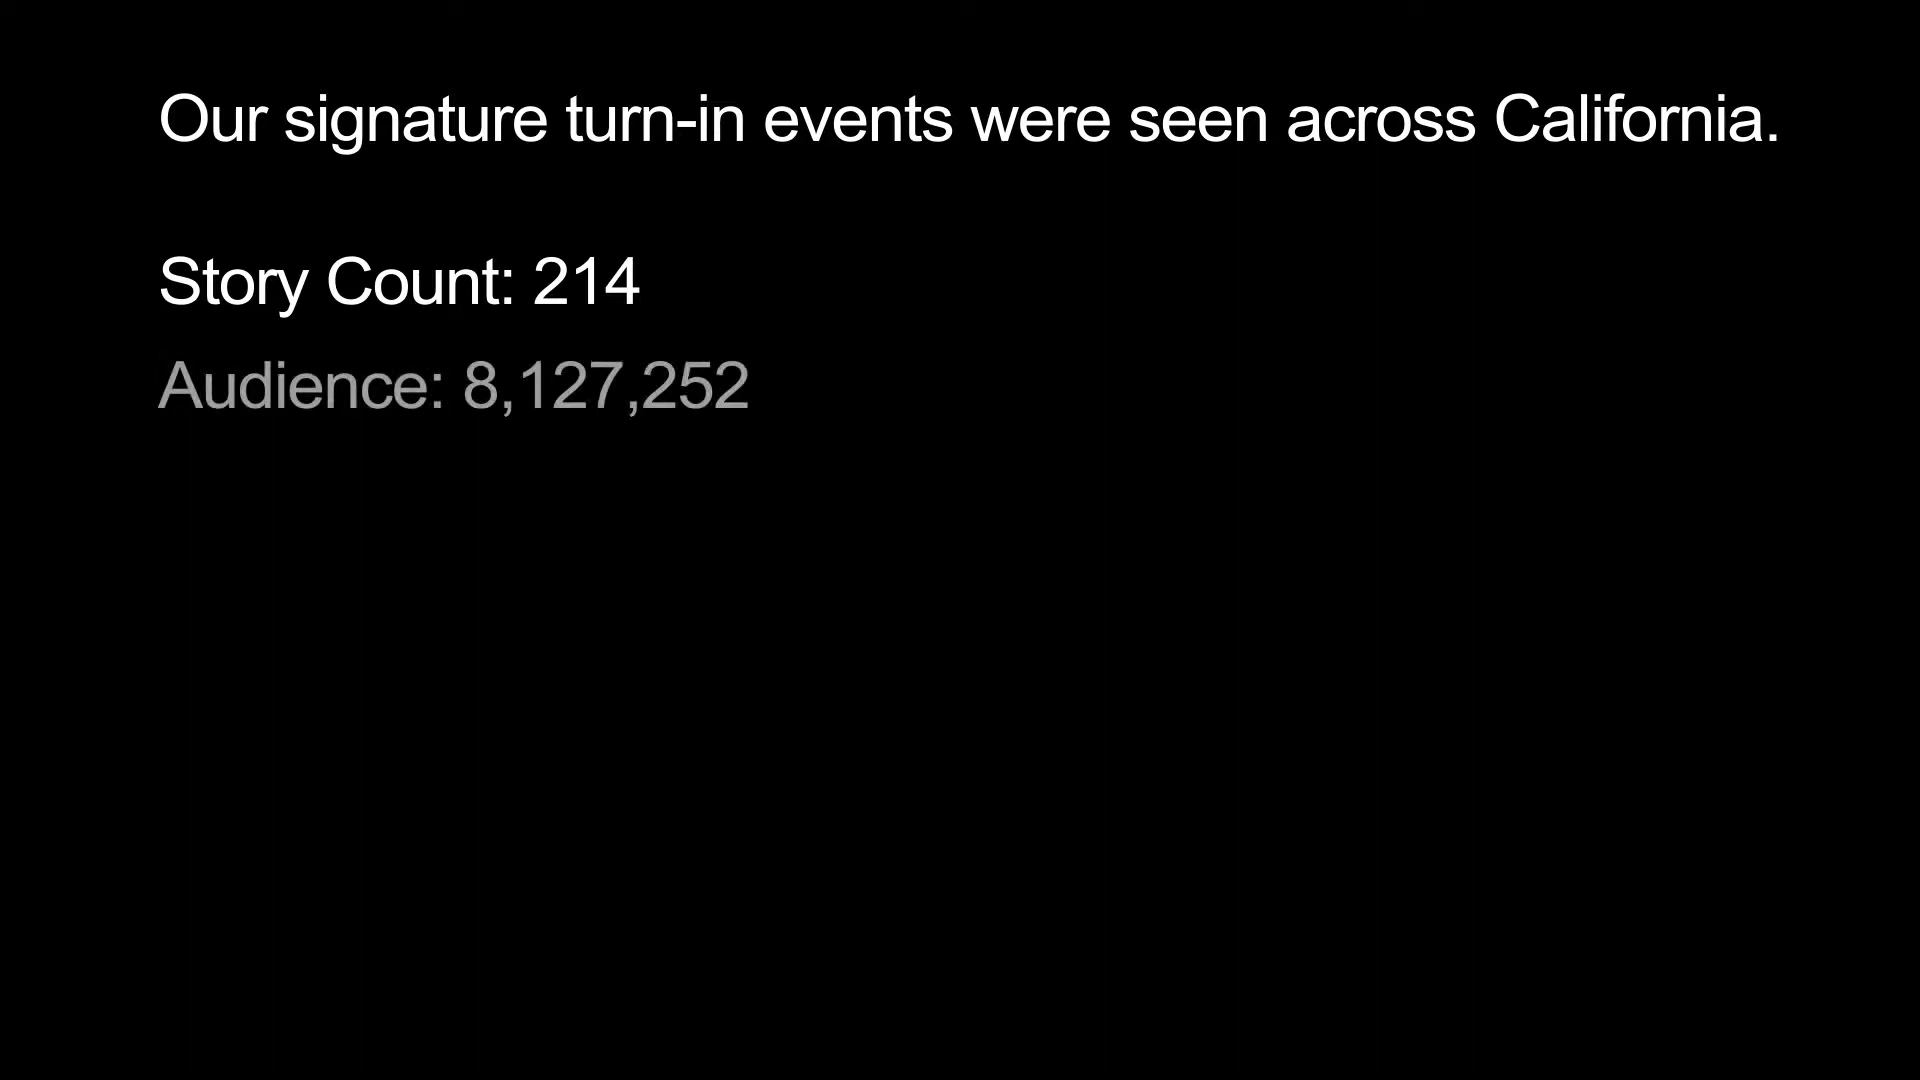 Our signature turn-in events were seen across California.
Story Count: 214
Audience: 8,127,252